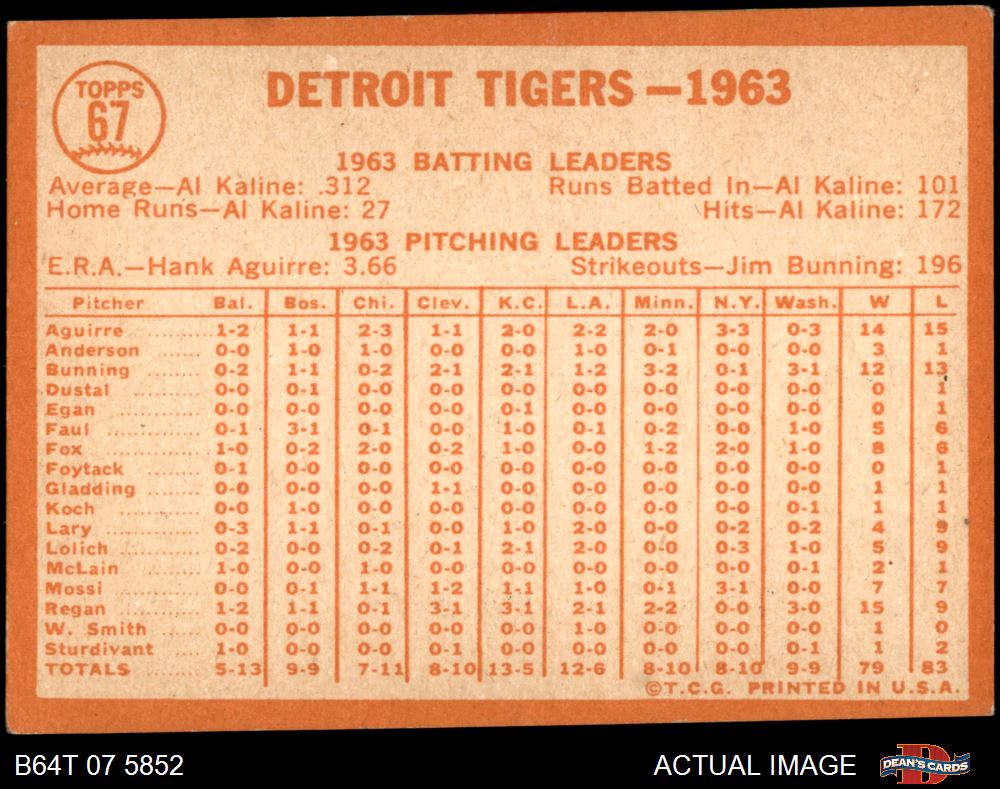 TOPPS
67
DETROIT TIGERS—1963
1963 BATTING LEADERS
Average—Al Kaline: .312 Runs Batted In—Al Kaline: 101
Home Runs—Al Kaline: 27 Hits—Al Kaline: 172
1963 PITCHING LEADERS
E.R.A.—Hank Aguirre: 3.66 Strikeouts—Jim Bunning: 196
Pitcher Bal. Bos. Chi. Clev. K.C. L.A. Minn. N.Y. Wash. W L
Aguirre 1-2 1-1 2-3 1-1 2-0 2-2 2-0 3-3 0-3 14 15
Anderson 0-0 1-0 1-0 0-0 0-0 1-0 0-1 0-0 0-0 3 1
Bunning 0-2 1-1 0-2 2-1 2-1 1-2 3-2 0-1 3-1 12 13
Dustal 0-0 0-1 0-0 0-0 0-0 0-0 0-0 0-0 0-0 0 1
Egan 0-0 0-0 0-0 0-0 0-1 0-0 0-0 0-0 0-0 0 1
Faul 0-1 3-1 0-1 0-0 1-0 0-1 0-2 0-0 1-0 5 6
Fox 1-0 0-2 2-0 0-2 1-0 0-0 1-2 2-0 1-0 8 6
Foytack 0-1 0-0 0-0 0-0 0-0 0-0 0-0 0-0 0-0 0 1
Gladding 0-0 0-0 0-0 1-1 0-0 0-0 0-0 0-0 0-0 1 1
Koch 0-0 1-0 0-0 0-0 0-0 0-0 0-0 0-0 0-1 1 1
Lary 0-3 1-1 0-1 0-0 1-0 2-0 0-0 0-2 0-2 4 9
Lolich 0-2 0-0 0-2 0-1 2-1 2-0 0-0 0-3 1-0 5 9
McLain 1-0 0-0 1-0 0-0 0-0 0-0 0-0 0-0 0-1 2 1
Mossi 0-0 0-1 1-1 1-2 1-1 1-0 0-1 3-1 0-0 7 7
Regan 1-2 1-1 0-1 3-1 3-1 2-1 2-2 0-0 3-0 15 9
W. Smith 0-0 0-0 0-0 0-0 0-0 1-0 0-0 0-0 0-0 1 0
Sturdivant 1-0 0-0 0-0 0-1 0-0 0-0 0-0 0-0 0-1 1 2
TOTALS 5-13 9-9 7-11 8-10 13-5 12-6 8-10 8-10 9-9 79 83
©T.C.G. PRINTED IN U.S.A.
B64T 07 5852 ACTUAL IMAGE DEAN'S CARDS